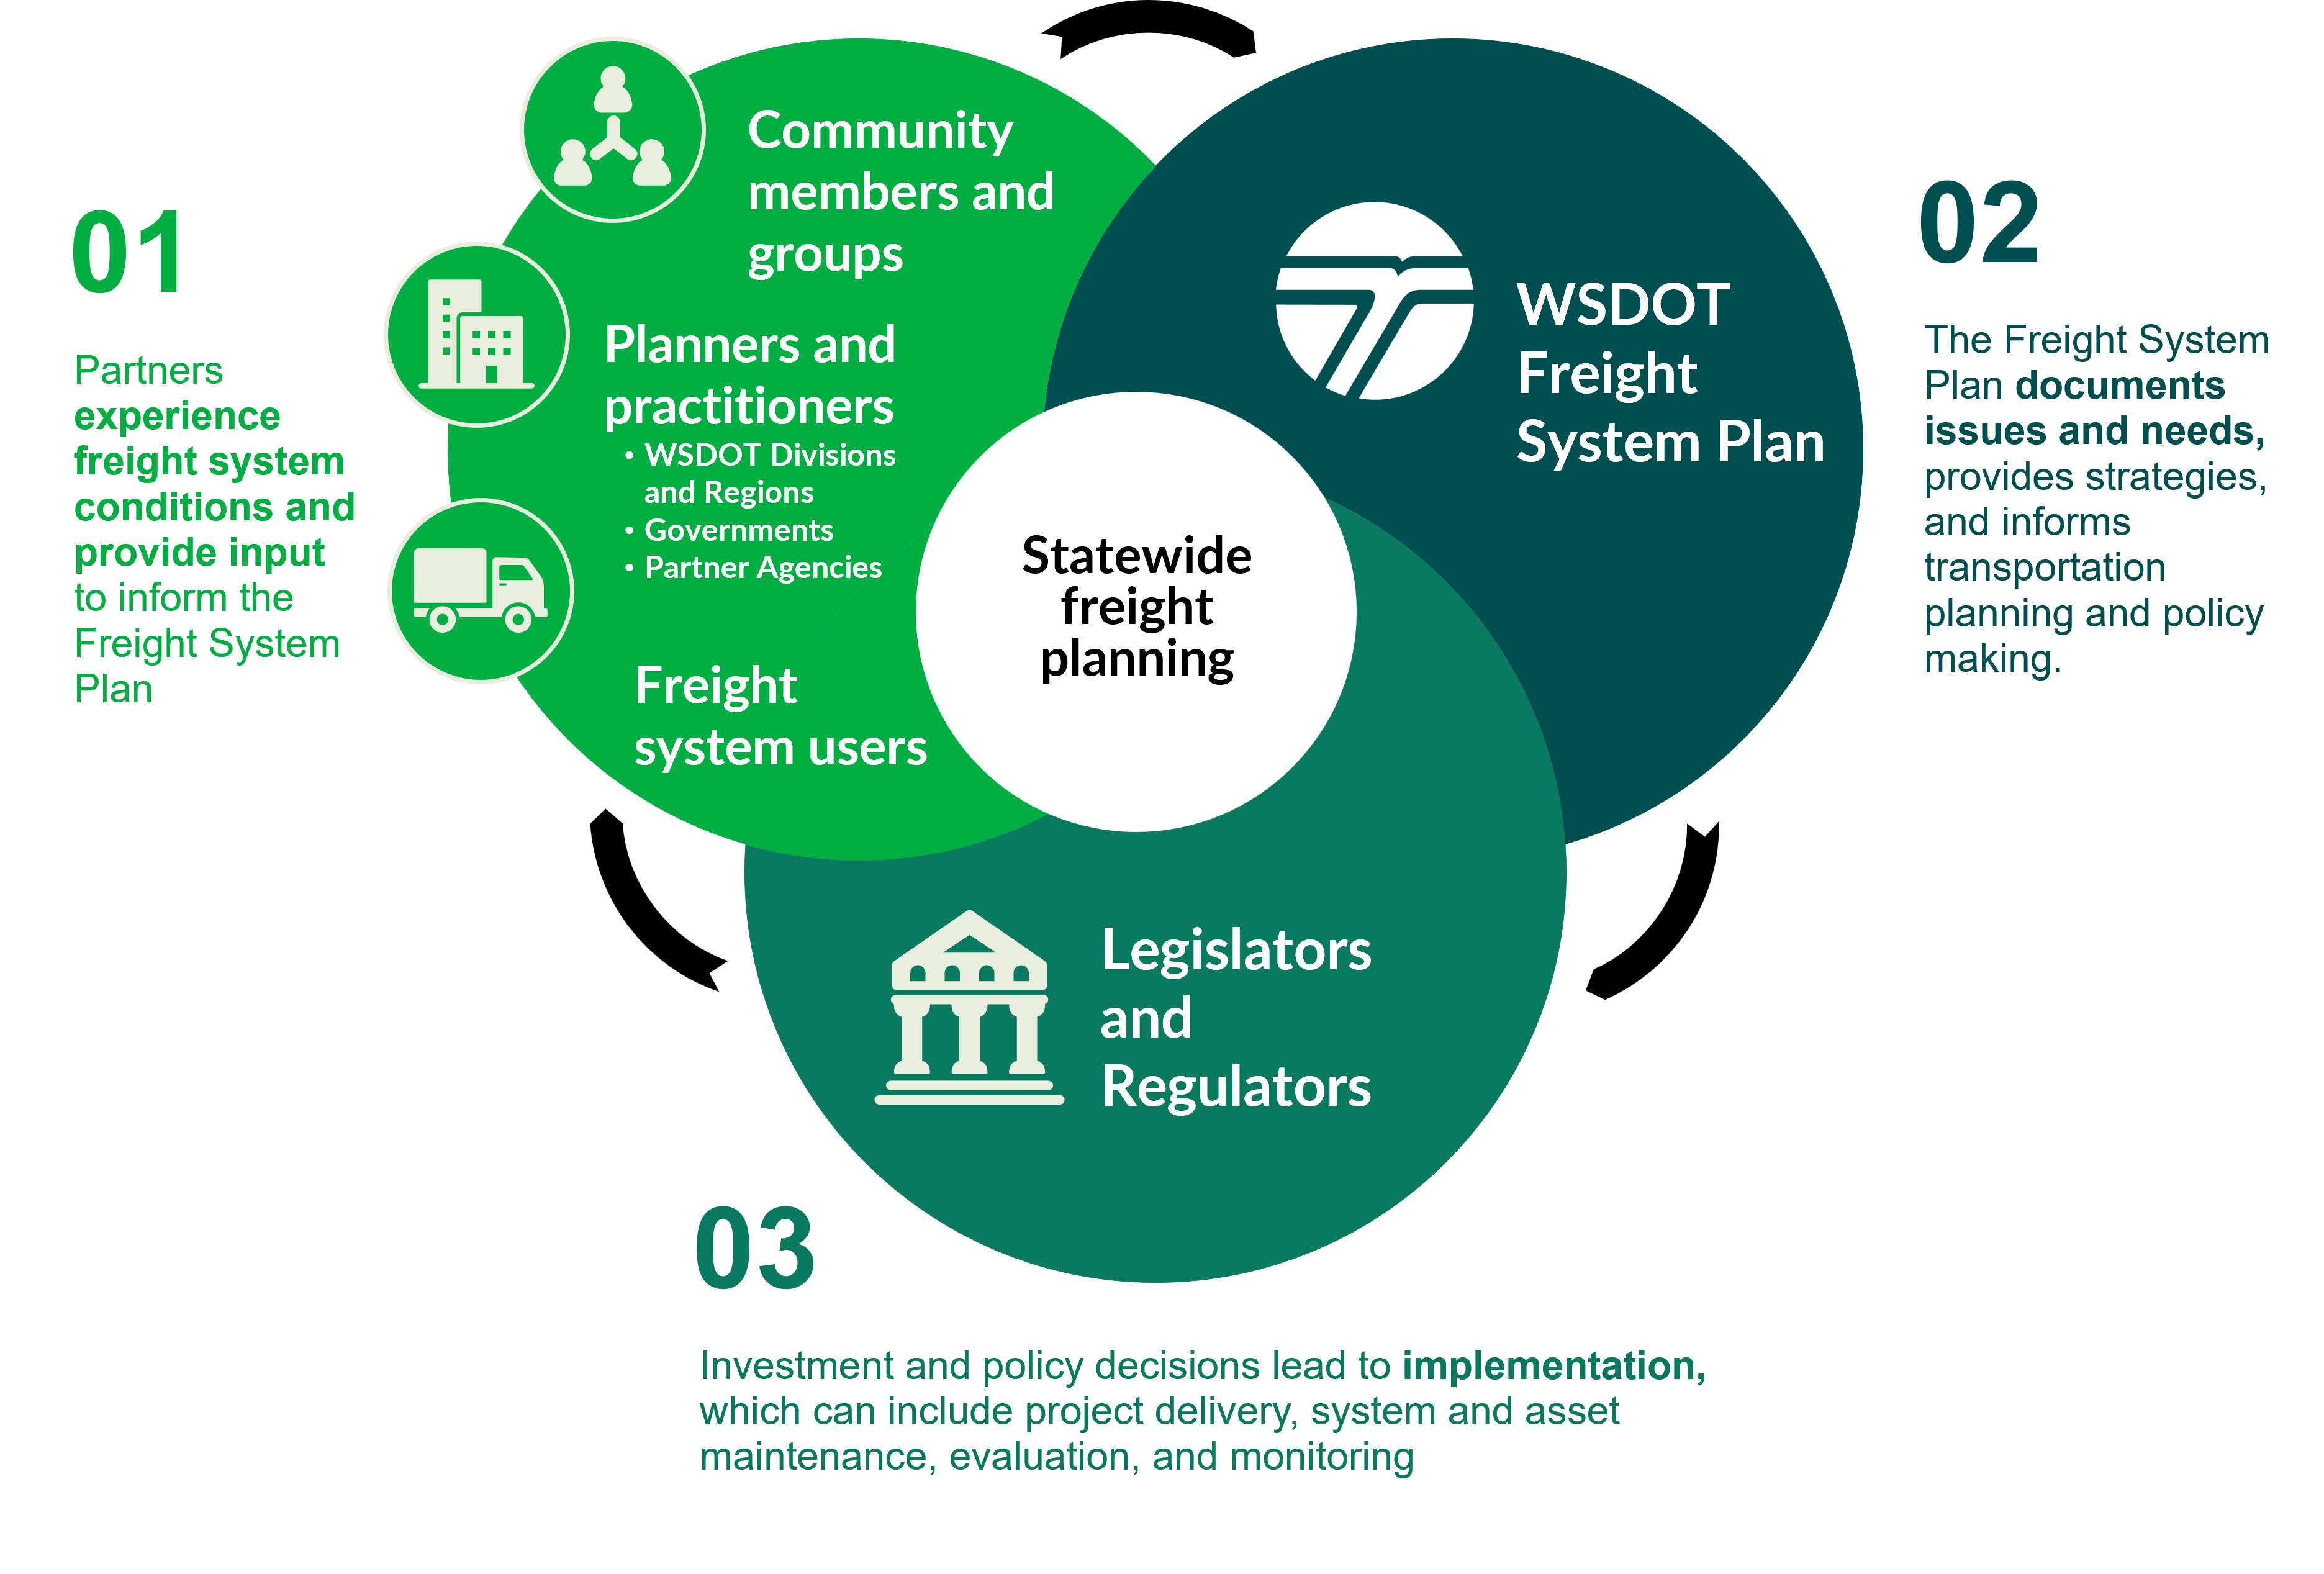 01
Partners
experience
freight system
conditions and
provide input
to inform the
Freight System
Plan
Community
members and
groups
Planners and
practitioners
• WSDOT Divisions
and Regions
• Governments
• Partner Agencies
Freight
system users
Statewide
freight
planning
WSDOT
Freight
System Plan
02
The Freight System
Plan documents
issues and needs,
provides strategies,
and informs
transportation
planning and policy
making.
Legislators
and
Regulators
03
Investment and policy decisions lead to implementation,
which can include project delivery, system and asset
maintenance, evaluation, and monitoring